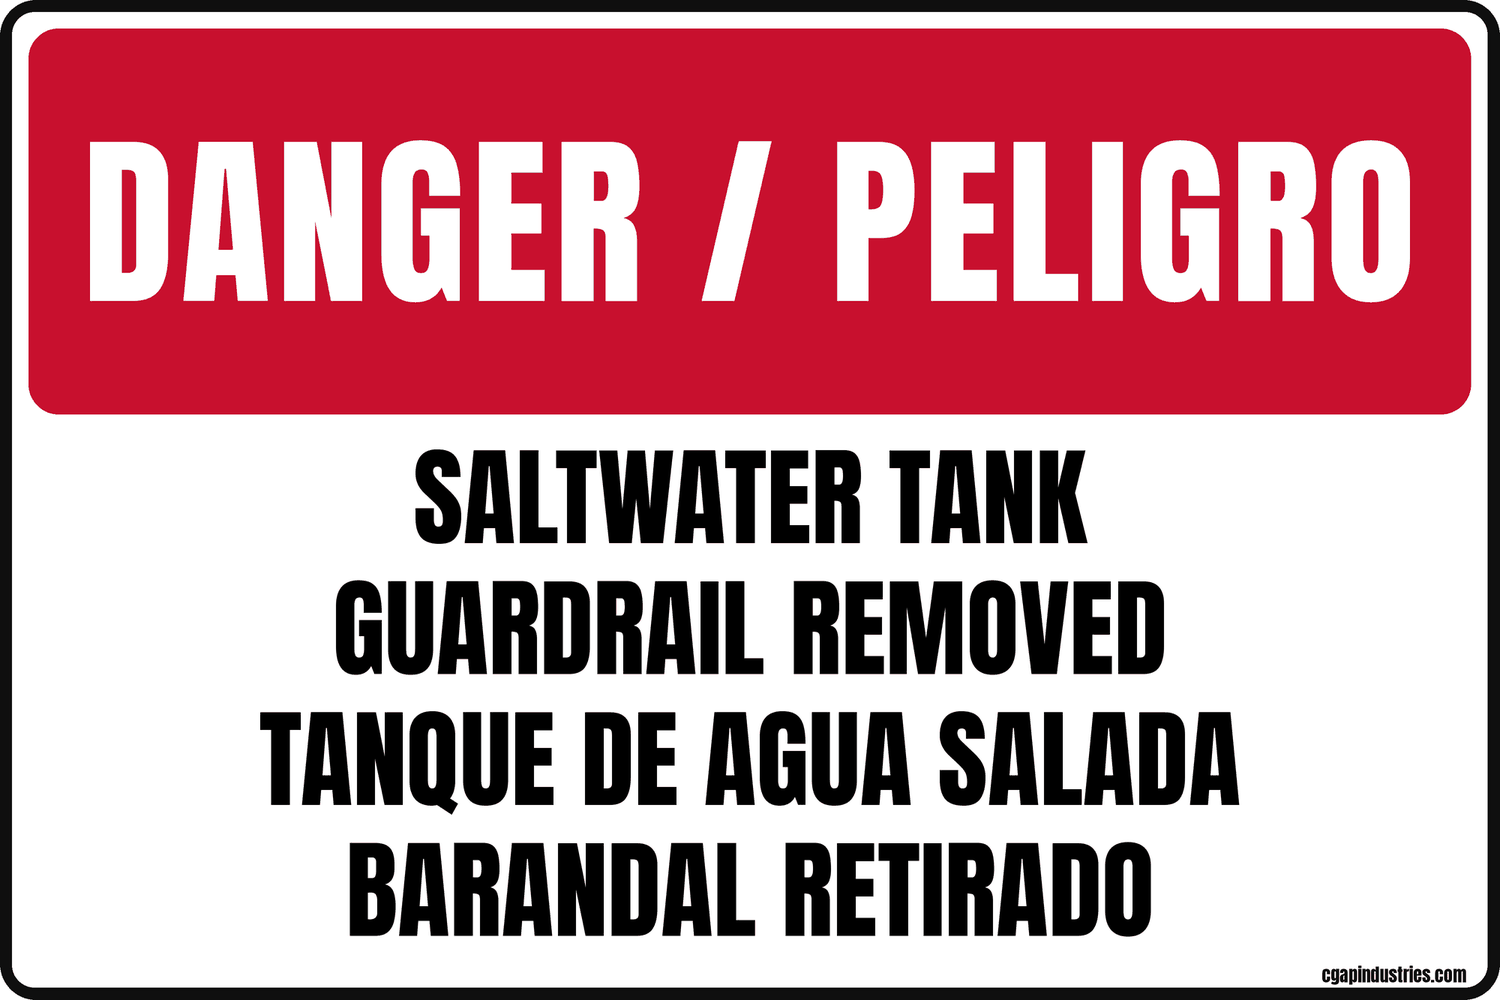 DANGER / PELIGRO
SALTWATER TANK
GUARDRAIL REMOVED
TANQUE DE AGUA SALADA
BARANDAL RETIRADO
cgapindustries.com